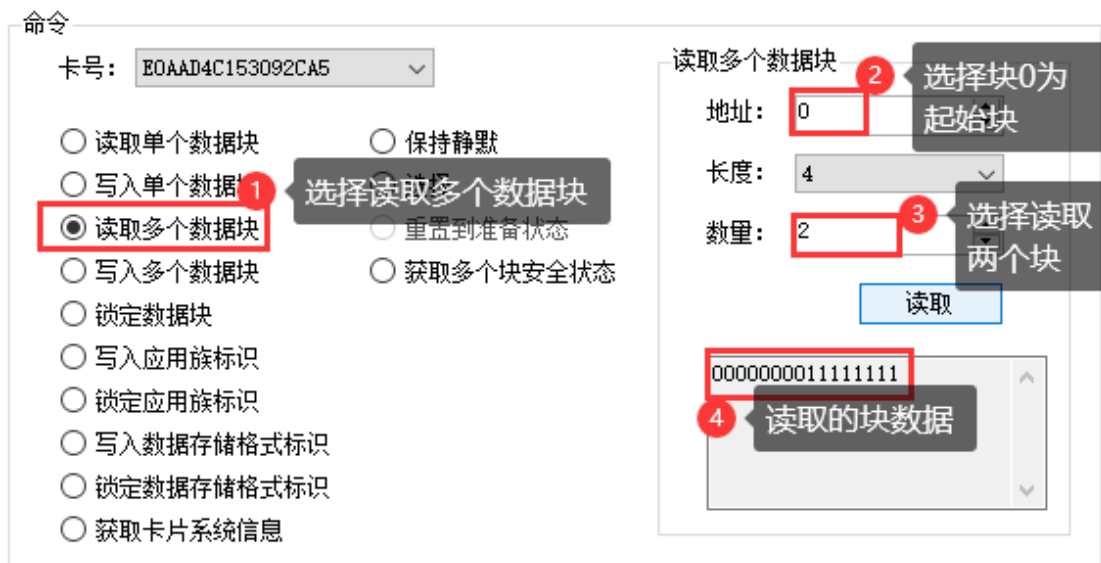 命令
卡号： E0AAD4C153092CA5
读取单个数据块
写入单个数据
读取多个数据块
写入多个数据块
锁定数据块
写入应用族标识
锁定应用族标识
写入数据存储格式标识
锁定数据存储格式标识
获取卡片系统信息
保持静默
重置到准备状态
获取多个块安全状态
1 选择读取多个数据块
读取多个数据块
地址： 0
2 选择块0为
起始块
长度： 4
数量： 2
3 选择读取
两个块
读取
0000000011111111
4 读取的块数据